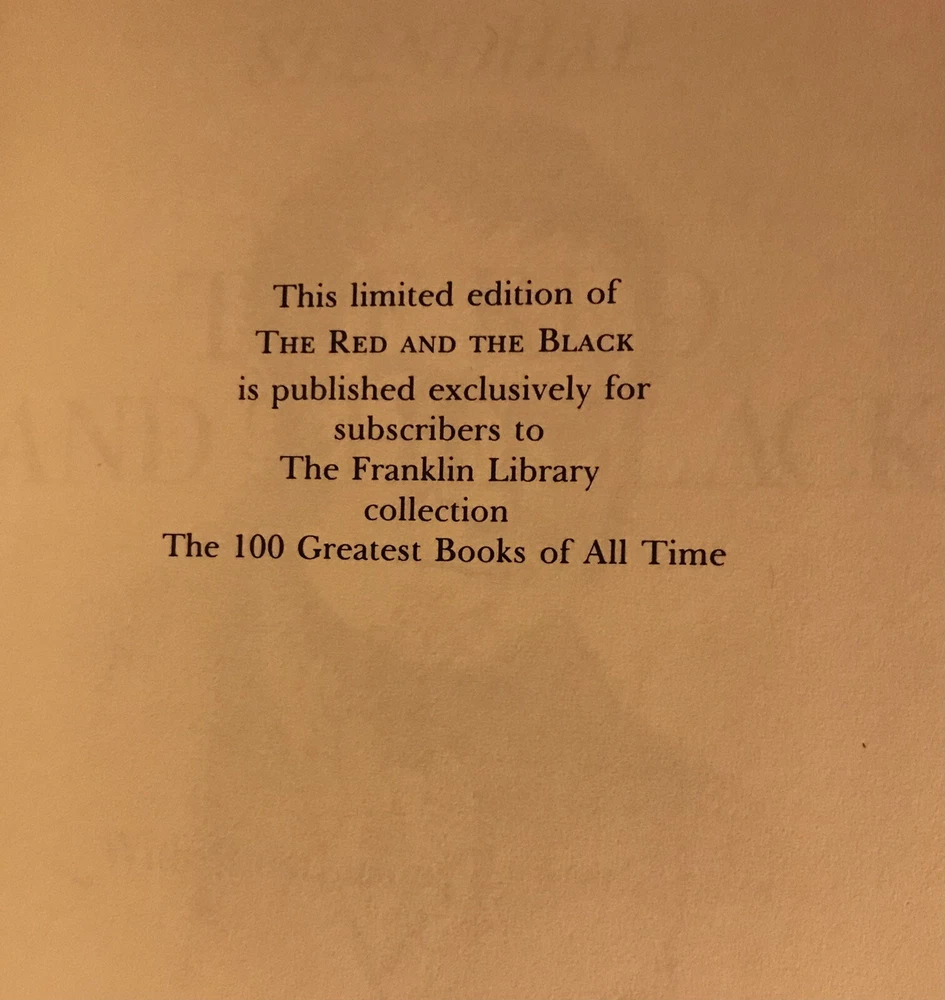 This limited edition of
THE RED AND THE BLACK
is published exclusively for
subscribers to
The Franklin Library
collection
The 100 Greatest Books of All Time